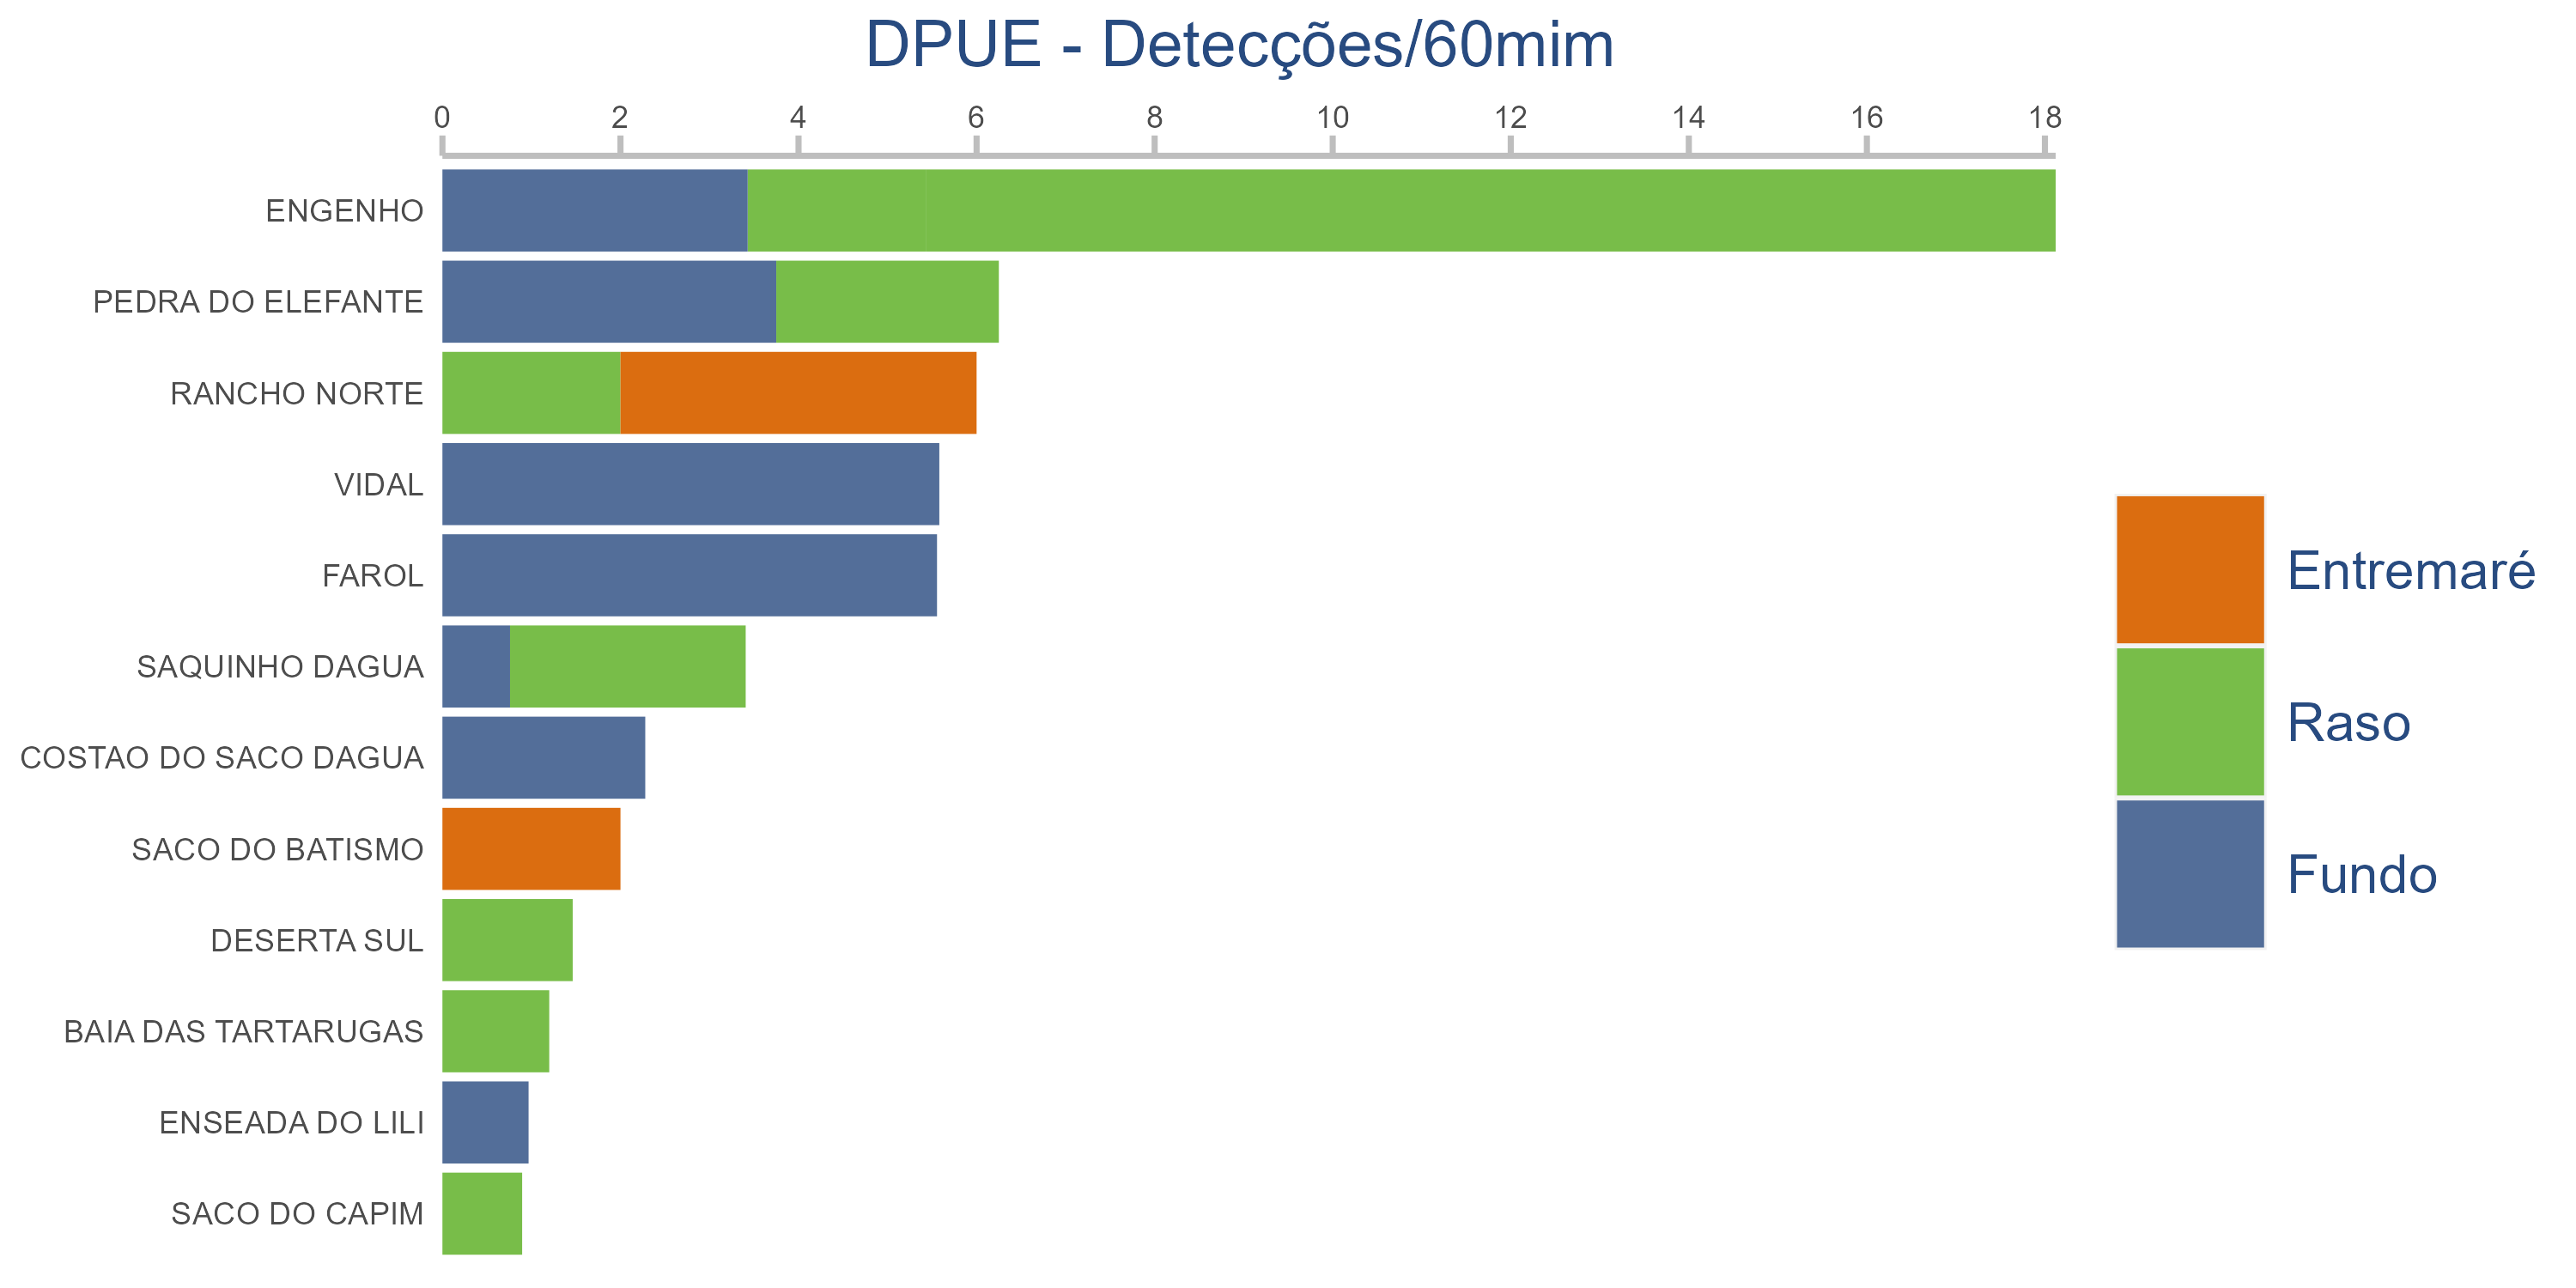 DPUE - Detecções/60mim
0 2 4 6 8 10 12 14 16 18
ENGENHO
PEDRA DO ELEFANTE
RANCHO NORTE
VIDAL
FAROL
SAQUINHO DAGUA
COSTAO DO SACO DAGUA
SACO DO BATISMO
DESERTA SUL
BAIA DAS TARTARUGAS
ENSEADA DO LILI
SACO DO CAPIM
Entremaré
Raso
Fundo